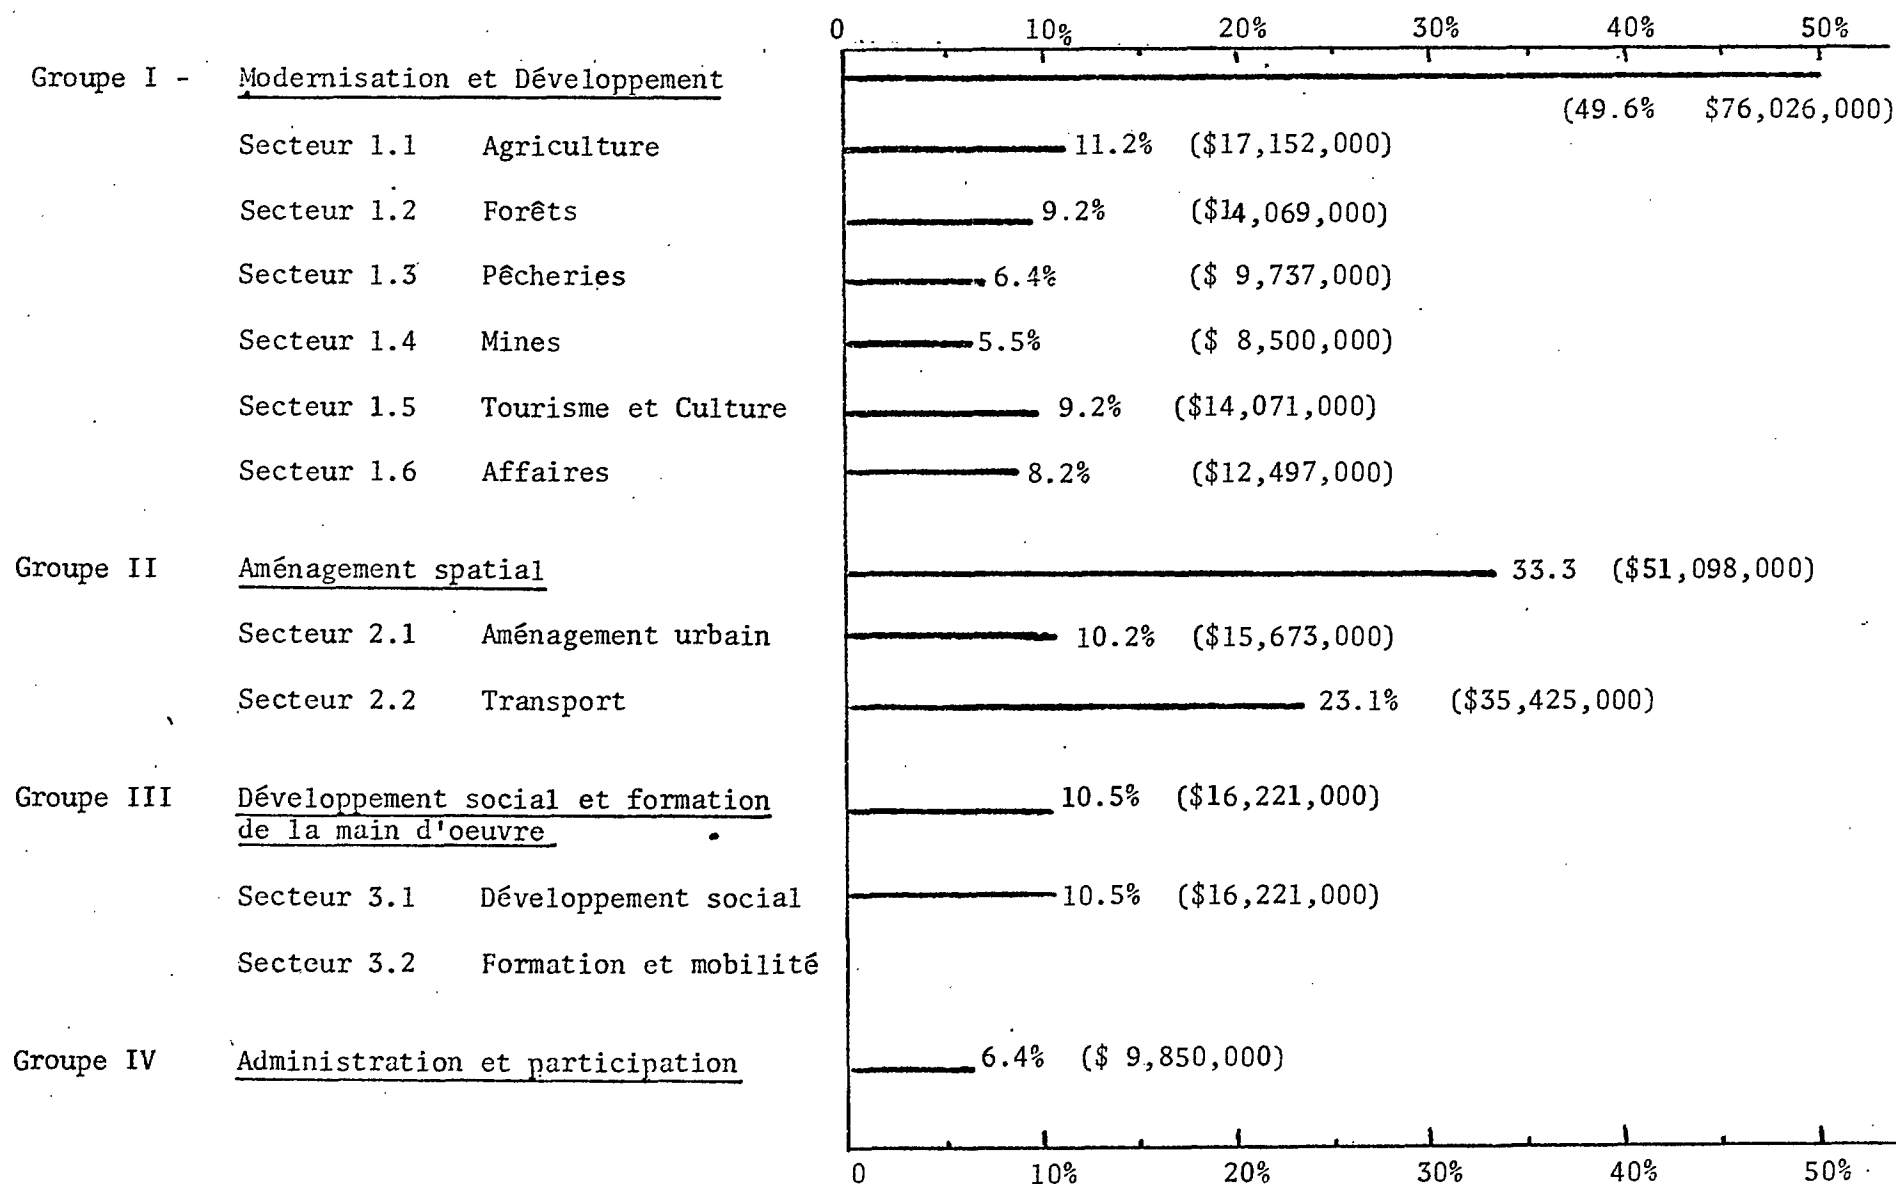 0 10% 20% 30% 40% 50%
Groupe I - Modernisation et Développement
(49.6% $76,026,000)
Secteur 1.1 Agriculture 11.2% ($17,152,000)
Secteur 1.2 Forêts 9.2% ($14,069,000)
Secteur 1.3 Pêcheries 6.4% ($ 9,737,000)
Secteur 1.4 Mines 5.5% ($ 8,500,000)
Secteur 1.5 Tourisme et Culture 9.2% ($14,071,000)
Secteur 1.6 Affaires 8.2% ($12,497,000)
Groupe II Aménagement spatial 33.3 ($51,098,000)
Secteur 2.1 Aménagement urbain 10.2% ($15,673,000)
Secteur 2.2 Transport 23.1% ($35,425,000)
Groupe III Développement social et formation 10.5% ($16,221,000)
de la main d'oeuvre
Secteur 3.1 Développement social 10.5% ($16,221,000)
Secteur 3.2 Formation et mobilité
Groupe IV Administration et participation 6.4% ($ 9,850,000)
0 10% 20% 30% 40% 50%